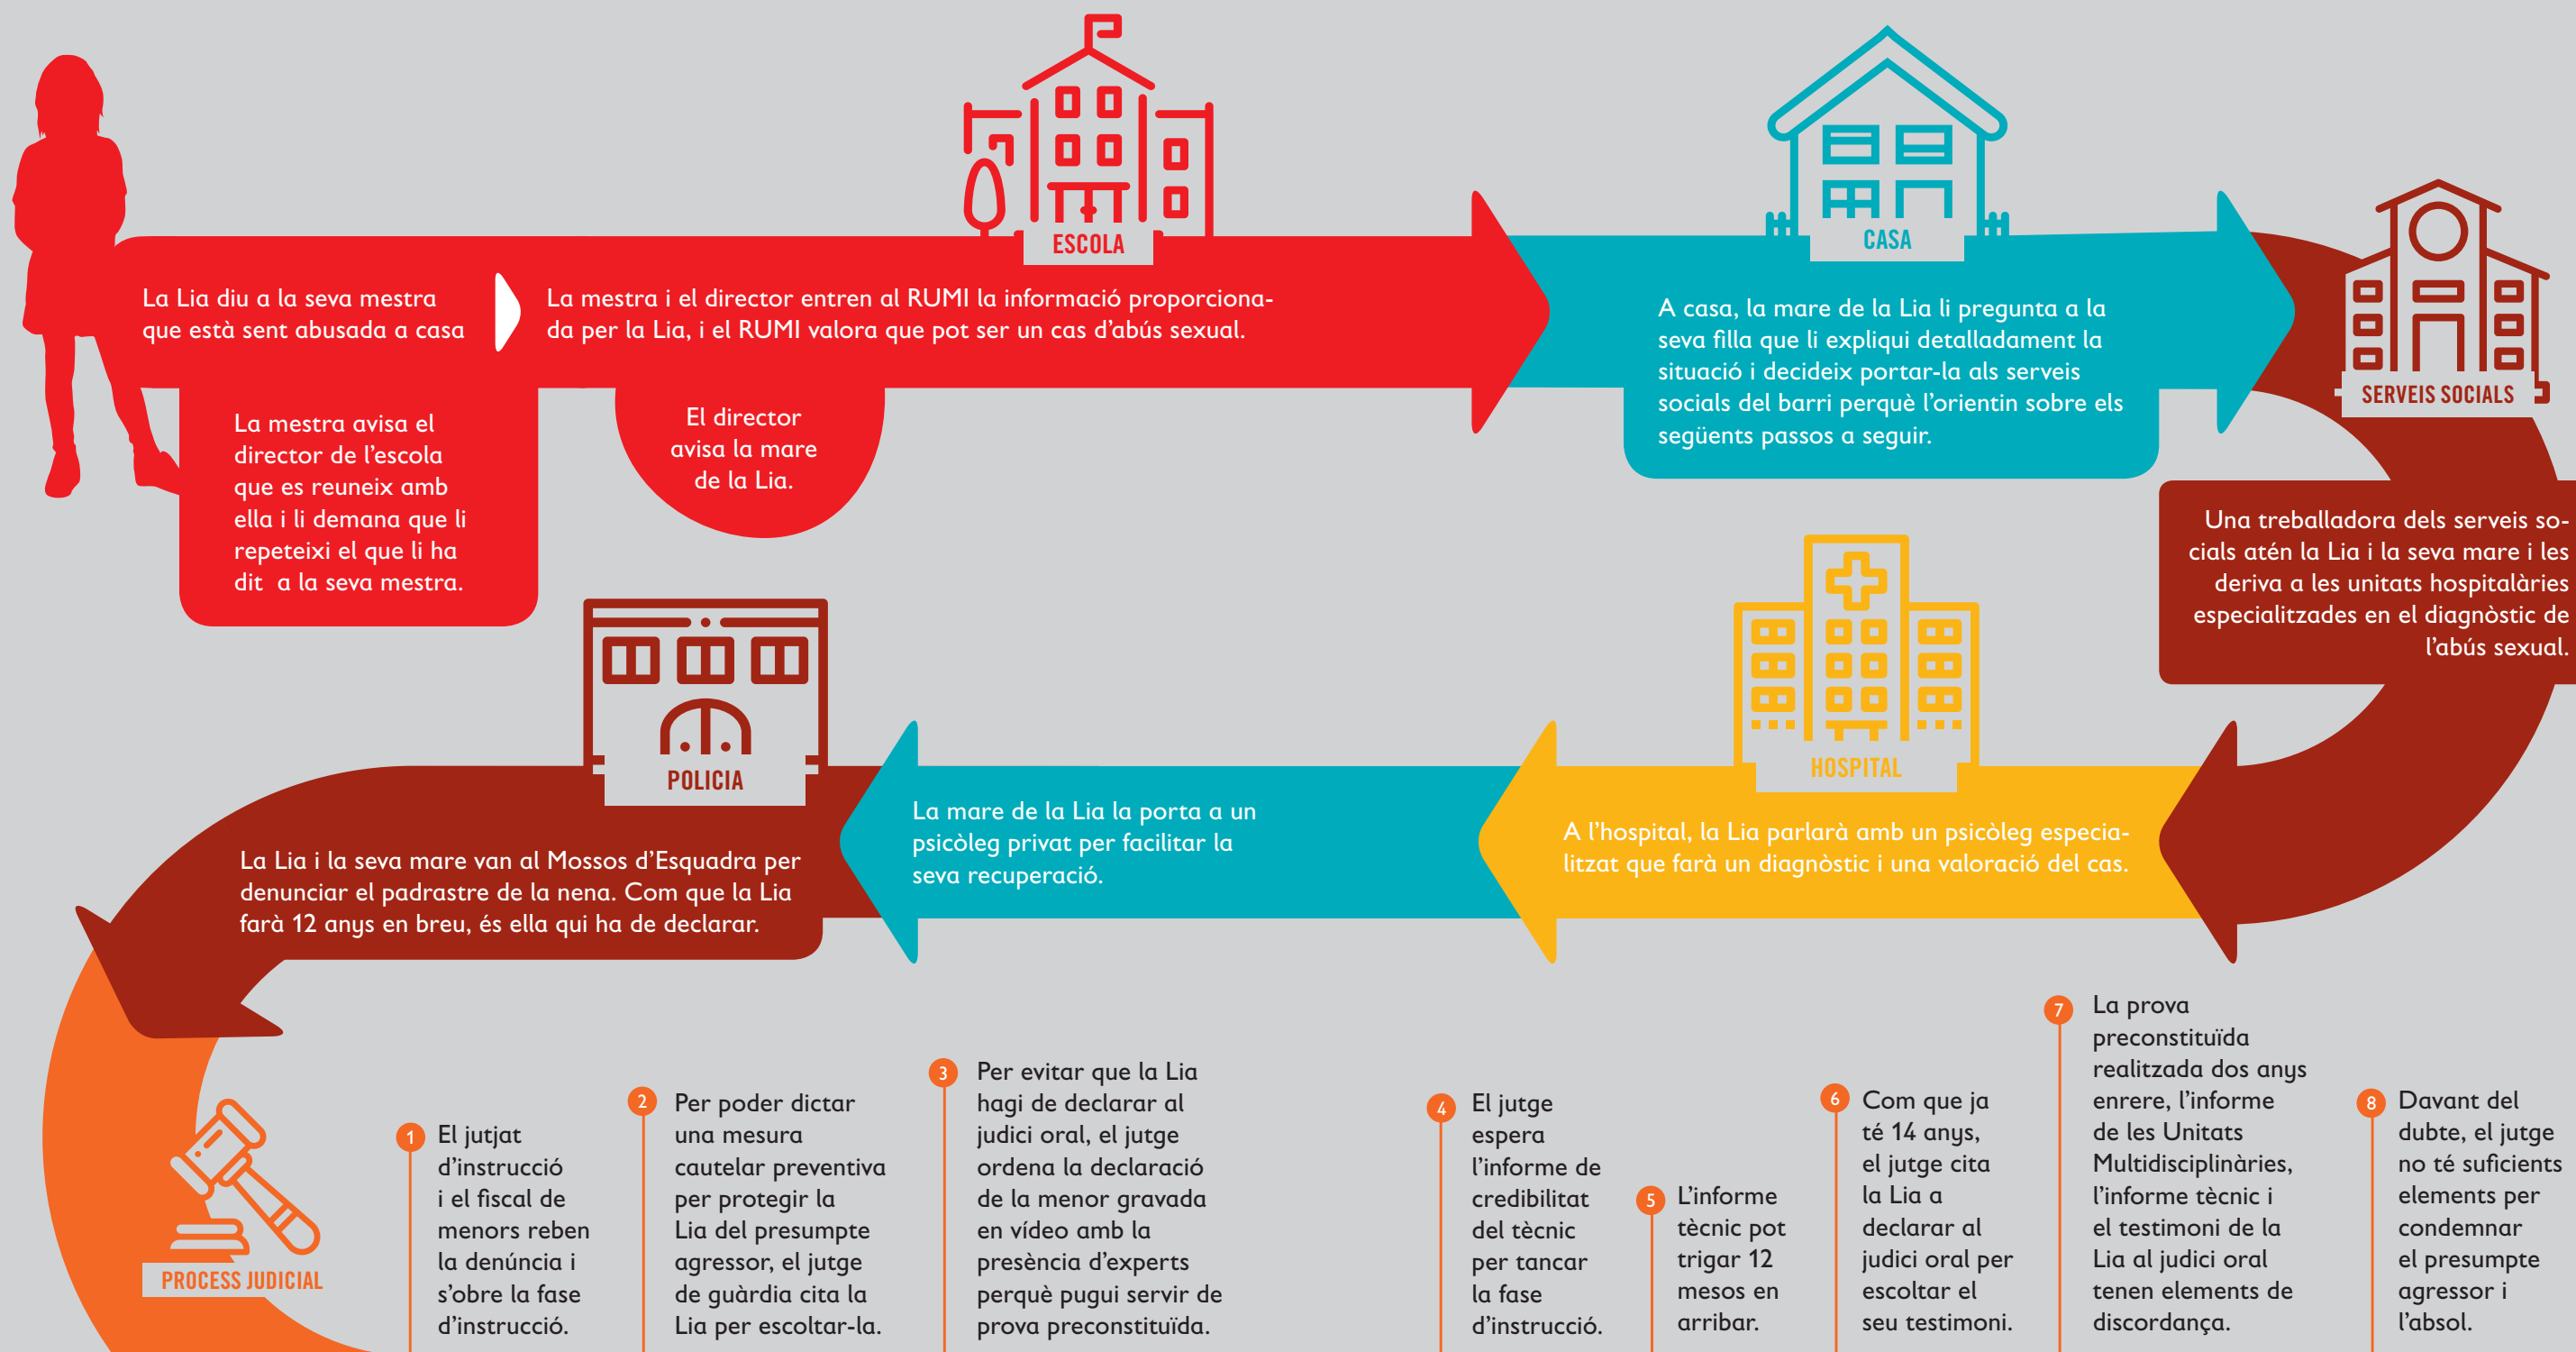 ESCOLA
La Lia diu a la seva mestra
que està sent abusada a casa
La mestra avisa el
director de l'escola
que es reuneix amb
ella i li demana que li
repeteixi el que li ha
dit a la seva mestra.
La mestra i el director entren al RUMI la informació proporciona-
da per la Lia, i el RUMI valora que pot ser un cas d'abús sexual.
El director
avisa la mare
de la Lia.
CASA
A casa, la mare de la Lia li pregunta a la
seva filla que li expliqui detalladament la
situació i decideix portar-la als serveis
socials del barri perquè l'orientin sobre els
següents passos a seguir.
SERVEIS SOCIALS
Una treballadora dels serveis so-
cials atén la Lia i la seva mare i les
deriva a les unitats hospitalàries
especialitzades en el diagnòstic de
l'abús sexual.
HOSPITAL
A l'hospital, la Lia parlarà amb un psicòleg especia-
litzat que farà un diagnòstic i una valoració del cas.
La mare de la Lia la porta a un
psicòleg privat per facilitar la
seva recuperació.
POLICIA
La Lia i la seva mare van al Mossos d'Esquadra per
denunciar el padrastre de la nena. Com que la Lia
farà 12 anys en breu, és ella qui ha de declarar.
PROCESS JUDICIAL
1
El jutjat
d'instrucció
i el fiscal de
menors reben
la denúncia i
s'obre la fase
d'instrucció.
2
Per poder dictar
una mesura
cautelar preventiva
per protegir la
Lia del presumpte
agressor, el jutge
de guàrdia cita la
Lia per escoltar-la.
3
Per evitar que la Lia
hagi de declarar al
judici oral, el jutge
ordena la declaració
de la menor gravada
en vídeo amb la
presència d'experts
perquè pugui servir de
prova preconstituïda.
4
El jutge
espera
l'informe de
credibilitat
del tècnic
per tancar
la fase
d'instrucció.
5
L'informe
tècnic pot
trigar 12
mesos en
arribar.
6
Com que ja
té 14 anys,
el jutge cita
la Lia a
declarar al
judici oral per
escoltar el
seu testimoni.
7
La prova
preconstituïda
realitzada dos anys
enrere, l'informe
de les Unitats
Multidisciplinàries,
l'informe tècnic i
el testimoni de la
Lia al judici oral
tenen elements de
discordança.
8
Davant del
dubte, el jutge
no té suficients
elements per
condemnar
el presumpte
agressor i
l'absol.